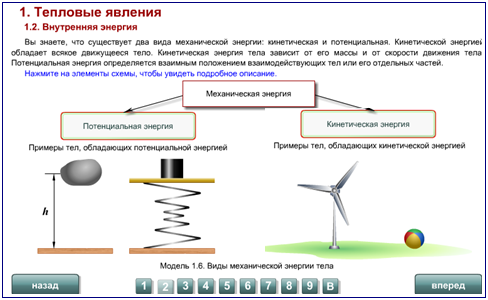 1. Тепловые явления
1.2. Внутренняя энергия
Вы знаете, что существует два вида механической энергии: кинетическая и потенциальная. Кинетической энергией
обладает всякое движущееся тело. Кинетическая энергия тела зависит от его массы и от скорости движения тела
Потенциальная энергия определяется взаимным положением взаимодействующих тел или его отдельных частей.
Нажмите на элементы схемы, чтобы увидеть подробное описание.
Механическая энергия
Потенциальная энергия
Кинетическая энергия
Примеры тел, обладающих потенциальной энергией
Примеры тел, обладающих кинетической энергией
h
Модель 1.6. Виды механической энергии тела
назад
1 2 3 4 5 6 7 8 9 В
вперед